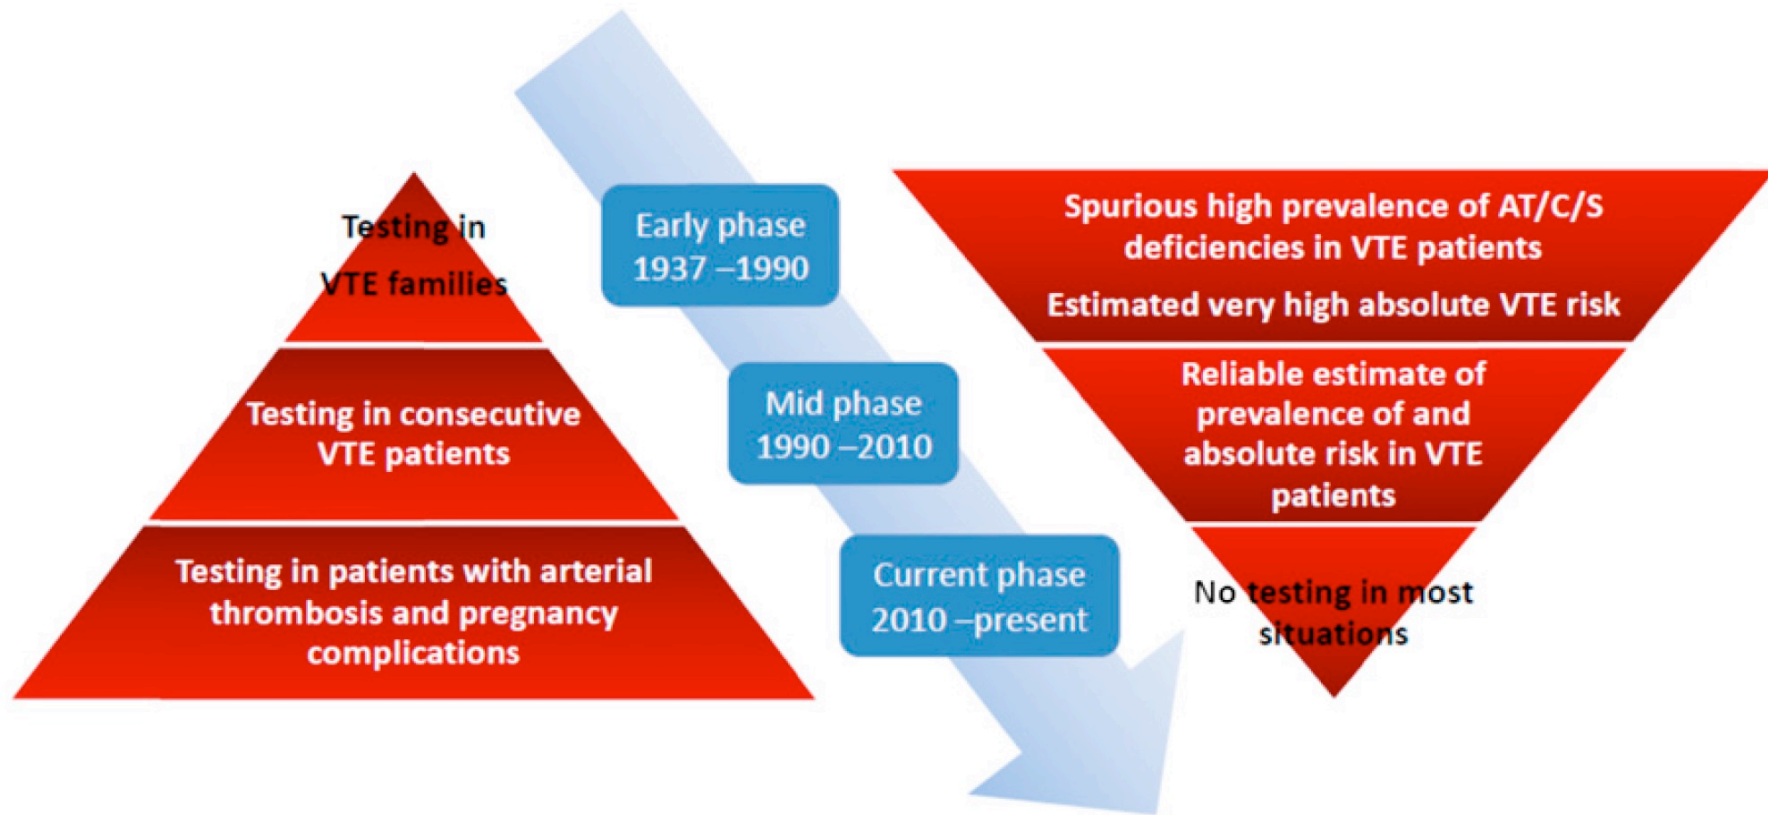 Testing in
VTE families
Testing in consecutive
VTE patients
Testing in patients with arterial
thrombosis and pregnancy
complications
Early phase
1937 –1990
Mid phase
1990 –2010
Current phase
2010 –present
Spurious high prevalence of AT/C/S
deficiencies in VTE patients
Estimated very high absolute VTE risk
Reliable estimate of
prevalence of and
absolute risk in VTE
patients
No testing in most
situations